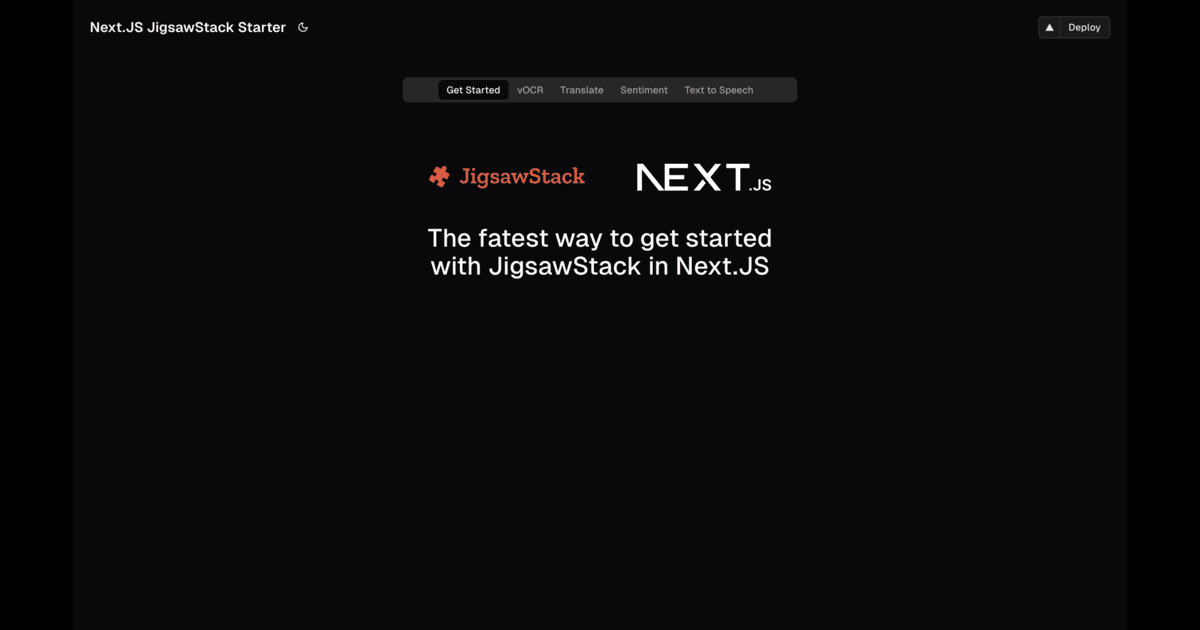 Next.JS JigsawStack Starter
Deploy
Get Started vOCR Translate Sentiment Text to Speech
JigsawStack NEXT.JS
The fatest way to get started
with JigsawStack in Next.JS